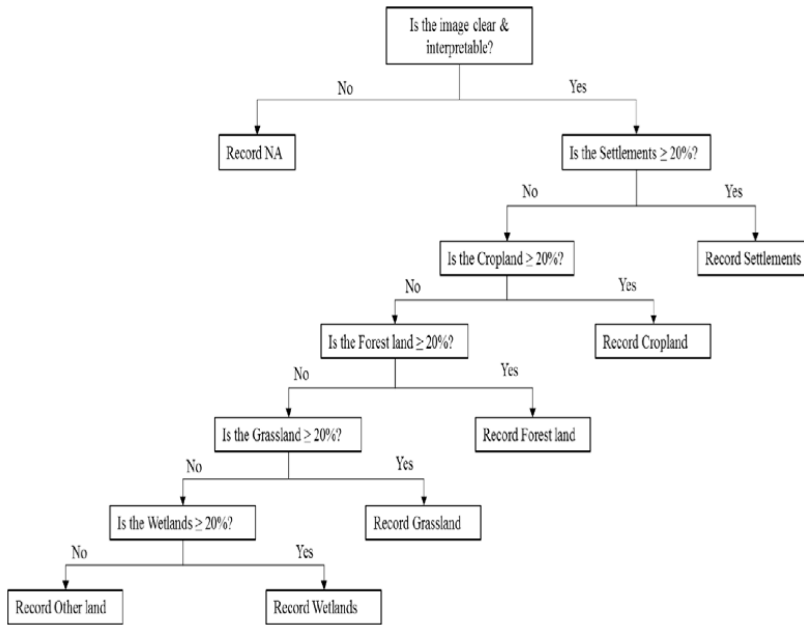 Is the image clear &
interpretable?
No
Yes
Record NA
Is the Settlements ≥ 20%?
No
Yes
Is the Cropland ≥ 20%?
Record Settlements
No
Yes
Is the Forest land ≥ 20%?
Record Cropland
No
Yes
Is the Grassland ≥ 20%?
Record Forest land
No
Yes
Is the Wetlands ≥ 20%?
Record Grassland
No
Yes
Record Other land
Record Wetlands